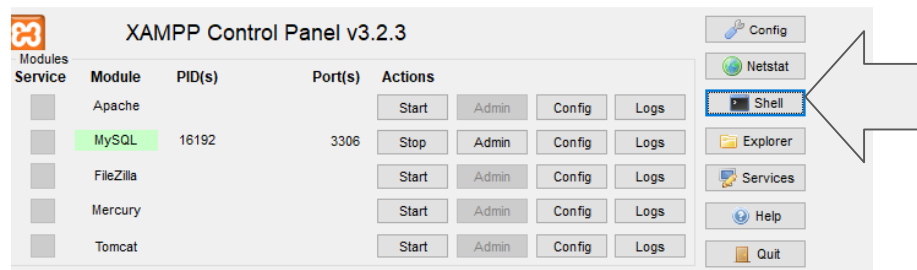 XAMPP Control Panel v3.2.3
Config
Modules
Service Module PID(s) Port(s) Actions
Netstat
Apache Start Admin Config Logs
Shell
MySQL 16192 3306 Stop Admin Config Logs
Explorer
FileZilla Start Admin Config Logs
Services
Mercury Start Admin Config Logs
Help
Tomcat Start Admin Config Logs
Quit